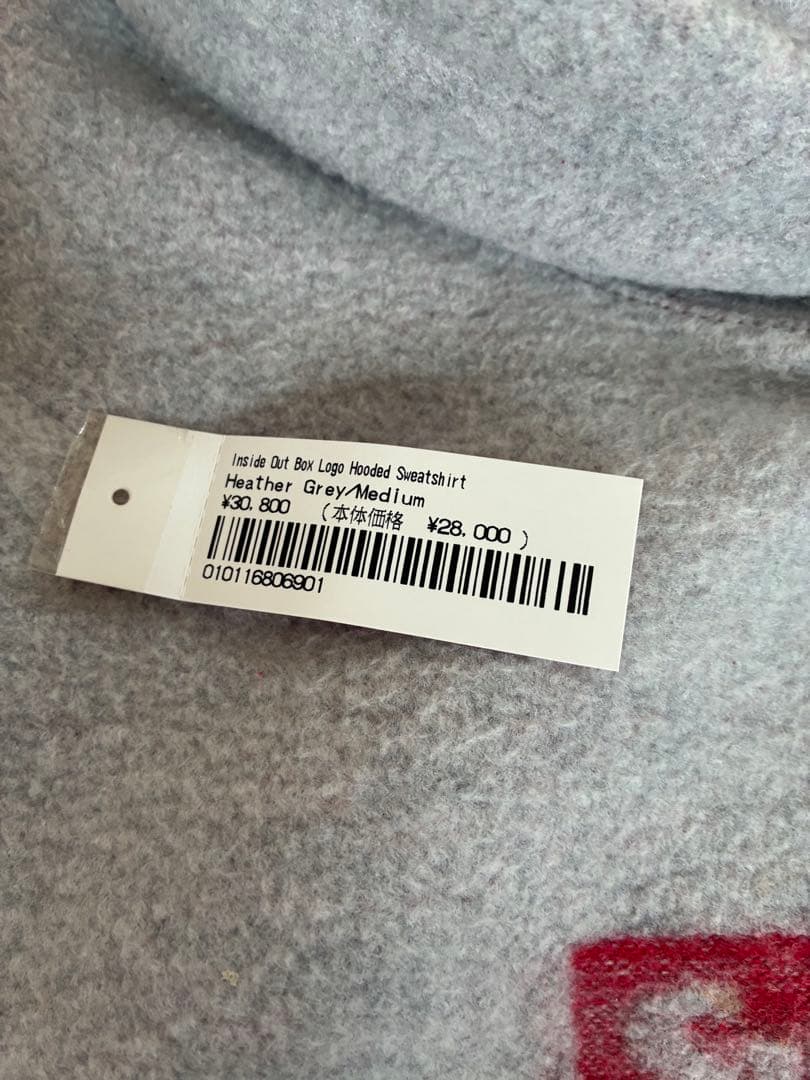 Inside Out Box Logo Hooded Sweatshirt
Heather Grey/Medium
¥30,800 (本体価格 ¥28,000 )
010116806901